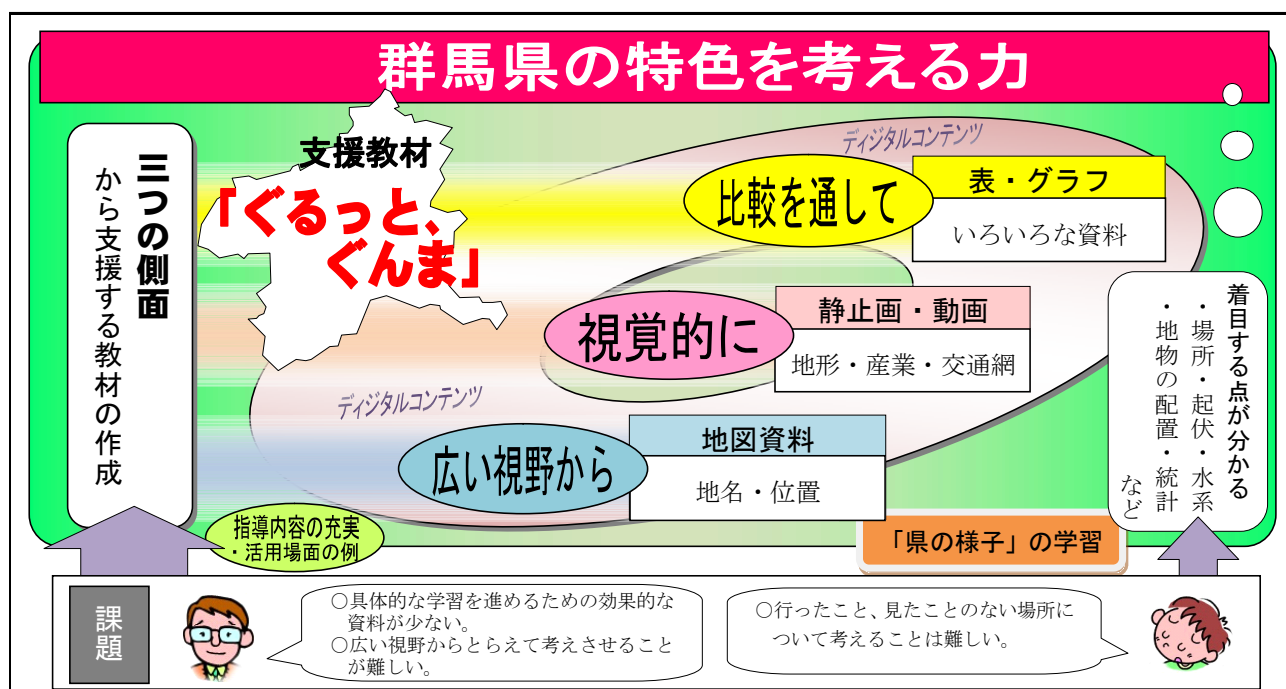 群馬県の特色を考える力
三つの側面
から支援する教材の作成
支援教材
「ぐるっと、
ぐんま」
ディジタルコンテンツ
比較を通して
表・グラフ
いろいろな資料
視覚的に
静止画・動画
地形・産業・交通網
ディジタルコンテンツ
広い視野から
地図資料
地名・位置
着目する点が分かる
・場所・起伏・水系
・地物の配置・統計
など
指導内容の充実
・活用場面の例
「県の様子」の学習
課題
○具体的な学習を進めるための効果的な
資料が少ない。
○広い視野からとらえて考えさせること
が難しい。
○行ったこと、見たことのない場所に
ついて考えることは難しい。